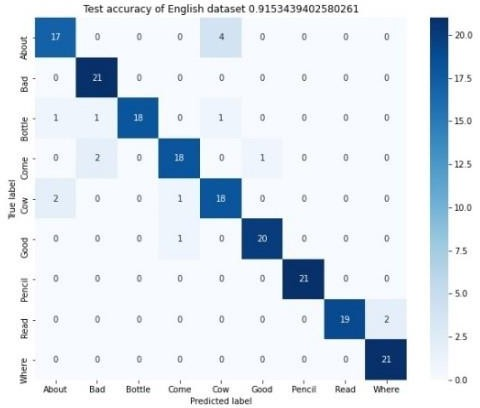 Test accuracy of English dataset 0.9153439402580261
About 17 0 0 0 4 0 0 0 0
Bad 0 21 0 0 0 0 0 0 0
Bottle 1 1 18 0 1 0 0 0 0
Come 0 2 0 18 0 1 0 0 0
Cow 2 0 0 1 18 0 0 0 0
Good 0 0 0 1 0 20 0 0 0
Pencil 0 0 0 0 0 0 21 0 0
Read 0 0 0 0 0 0 0 19 2
Where 0 0 0 0 0 0 0 0 21
True label
About Bad Bottle Come Cow Good Pencil Read Where
Predicted label
20.0
17.5
15.0
12.5
10.0
7.5
5.0
2.5
0.0